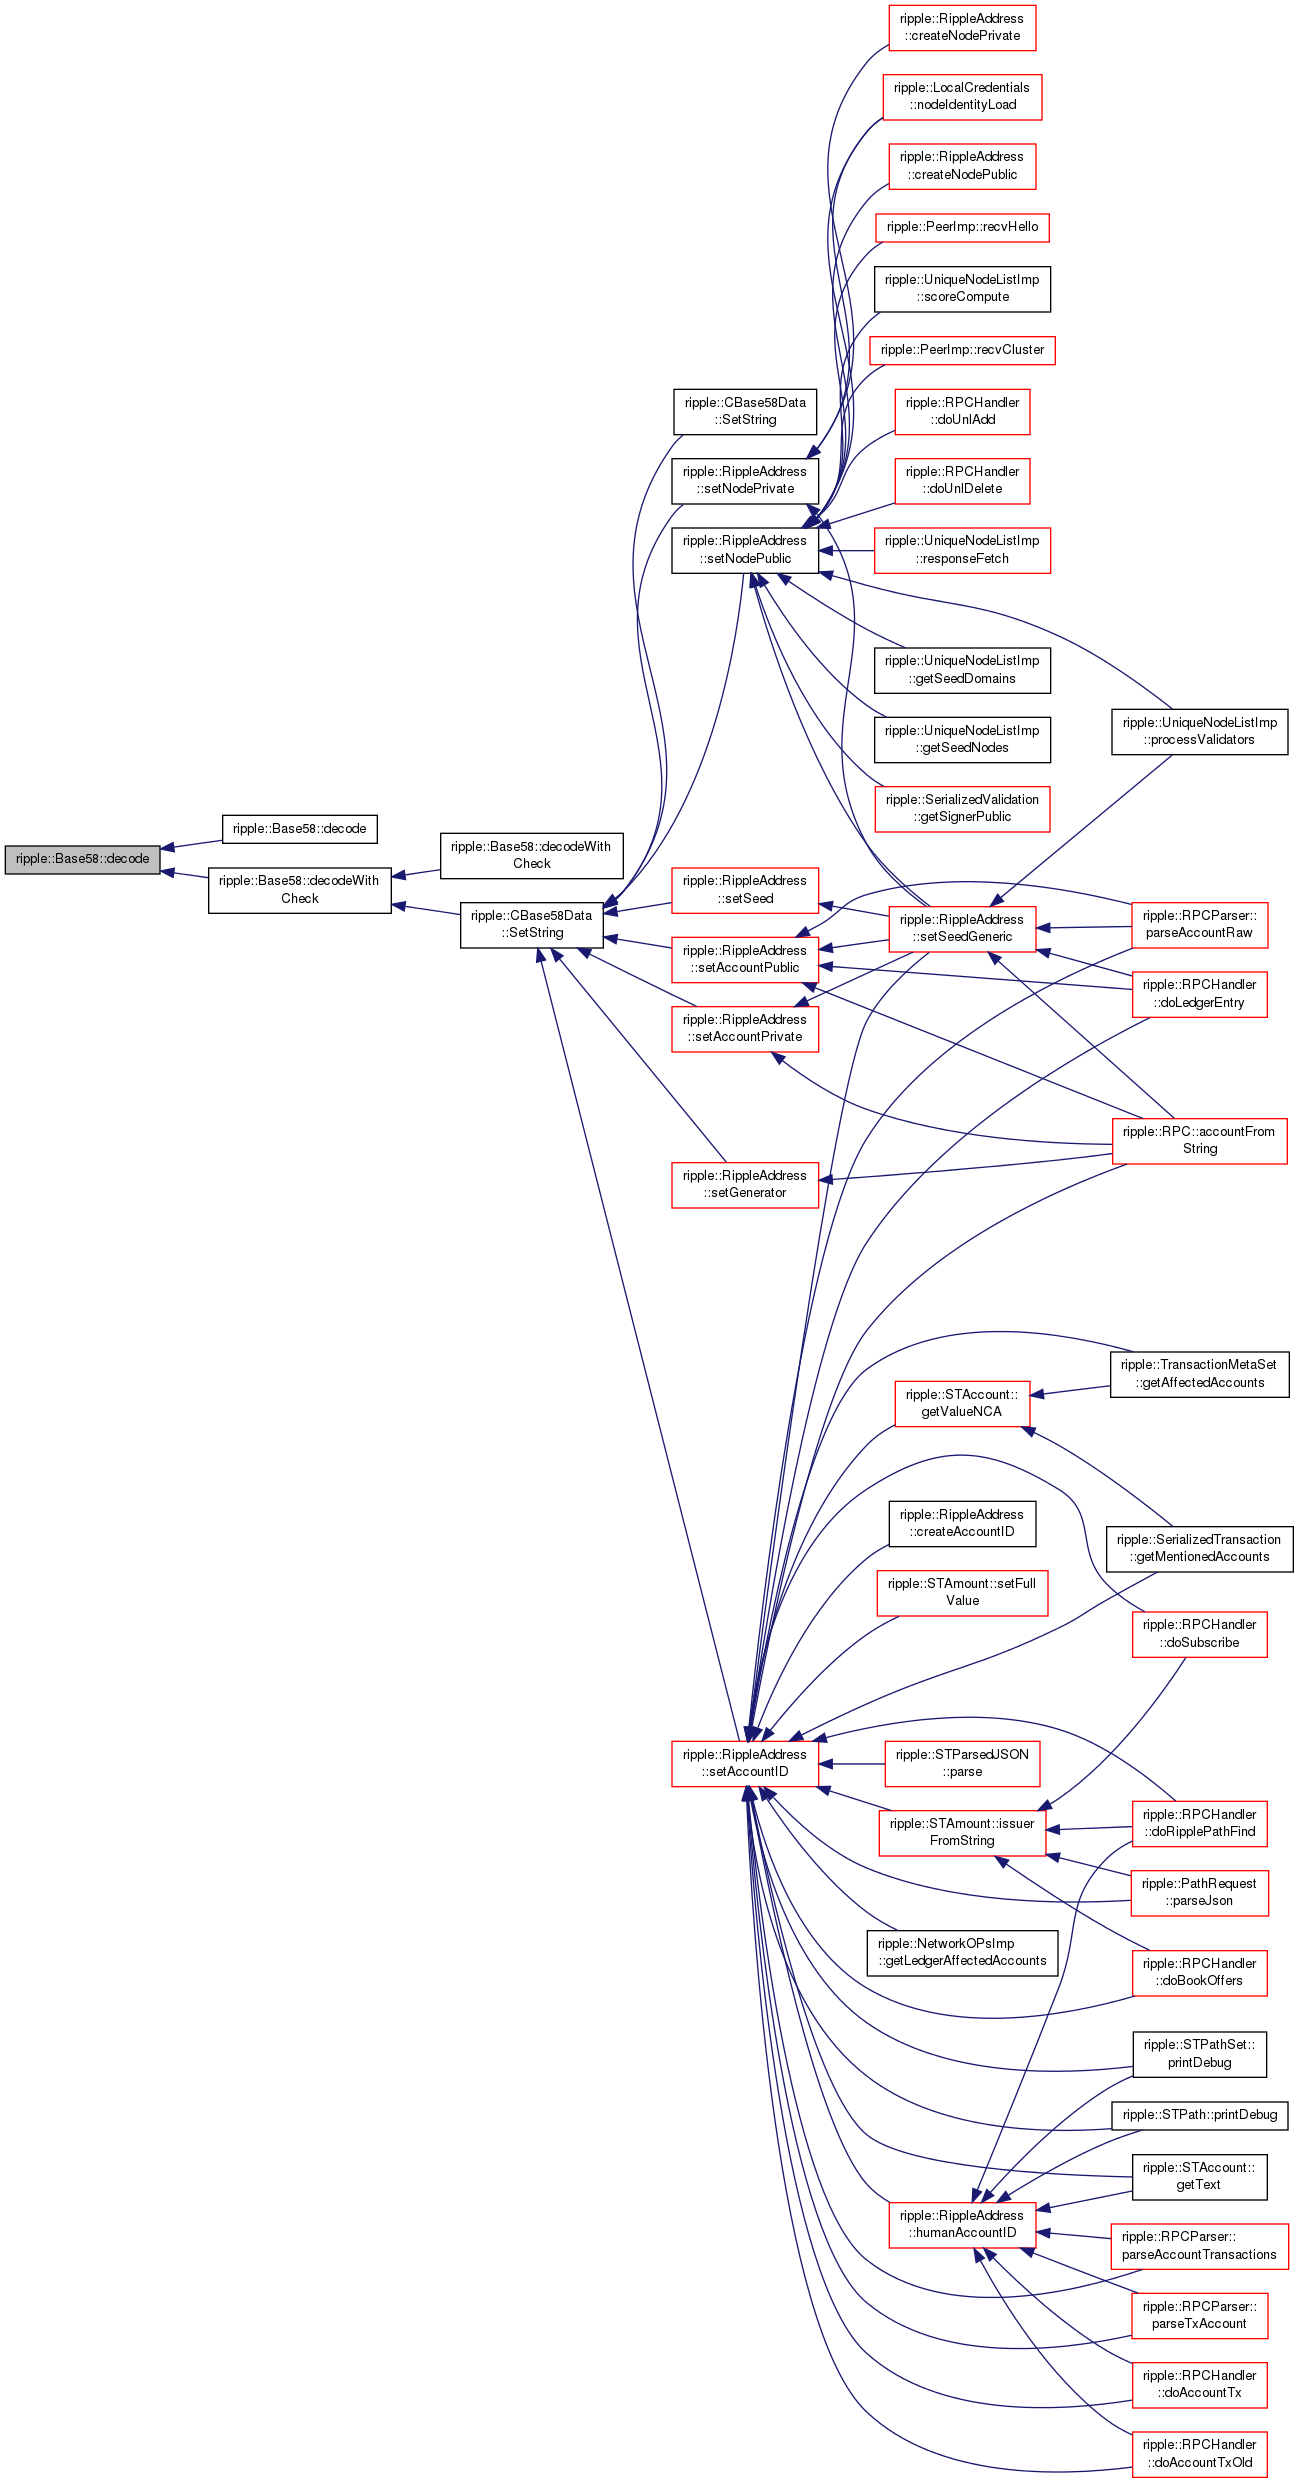 ripple::RippleAddress
::createNodePrivate
ripple::LocalCredentials
::nodeIdentityLoad
ripple::RippleAddress
::createNodePublic
ripple::PeerImp::recvHello
ripple::UniqueNodeListImp
::scoreCompute
ripple::PeerImp::recvCluster
ripple::CBase58Data
::SetString
ripple::RPCHandler
::doUnlAdd
ripple::RippleAddress
::setNodePrivate
ripple::RPCHandler
::doUnlDelete
ripple::RippleAddress
::setNodePublic
ripple::UniqueNodeListImp
::responseFetch
ripple::UniqueNodeListImp
::getSeedDomains
ripple::UniqueNodeListImp
::getSeedNodes
ripple::UniqueNodeListImp
::processValidators
ripple::SerializedValidation
::getSignerPublic
ripple::Base58::decode
ripple::Base58::decode
ripple::Base58::decodeWith
Check
ripple::Base58::decodeWith
Check
ripple::CBase58Data
::SetString
ripple::RippleAddress
::setSeed
ripple::RippleAddress
::setAccountPublic
ripple::RippleAddress
::setAccountPrivate
ripple::RippleAddress
::setSeedGeneric
ripple::RPCParser::
parseAccountRaw
ripple::RPCHandler
::doLedgerEntry
ripple::RPC::accountFrom
String
ripple::RippleAddress
::setGenerator
ripple::TransactionMetaSet
::getAffectedAccounts
ripple::STAccount::
getValueNCA
ripple::RippleAddress
::createAccountID
ripple::SerializedTransaction
::getMentionedAccounts
ripple::STAmount::setFull
Value
ripple::RPCHandler
::doSubscribe
ripple::RippleAddress
::setAccountID
ripple::STParsedJSON
::parse
ripple::STAmount::issuer
FromString
ripple::RPCHandler
::doRipplePathFind
ripple::PathRequest
::parseJson
ripple::NetworkOPsImp
::getLedgerAffectedAccounts
ripple::RPCHandler
::doBookOffers
ripple::STPathSet::
printDebug
ripple::STPath::printDebug
ripple::STAccount::
getText
ripple::RippleAddress
::humanAccountID
ripple::RPCParser::
parseAccountTransactions
ripple::RPCParser::
parseTxAccount
ripple::RPCHandler
::doAccountTx
ripple::RPCHandler
::doAccountTxOld